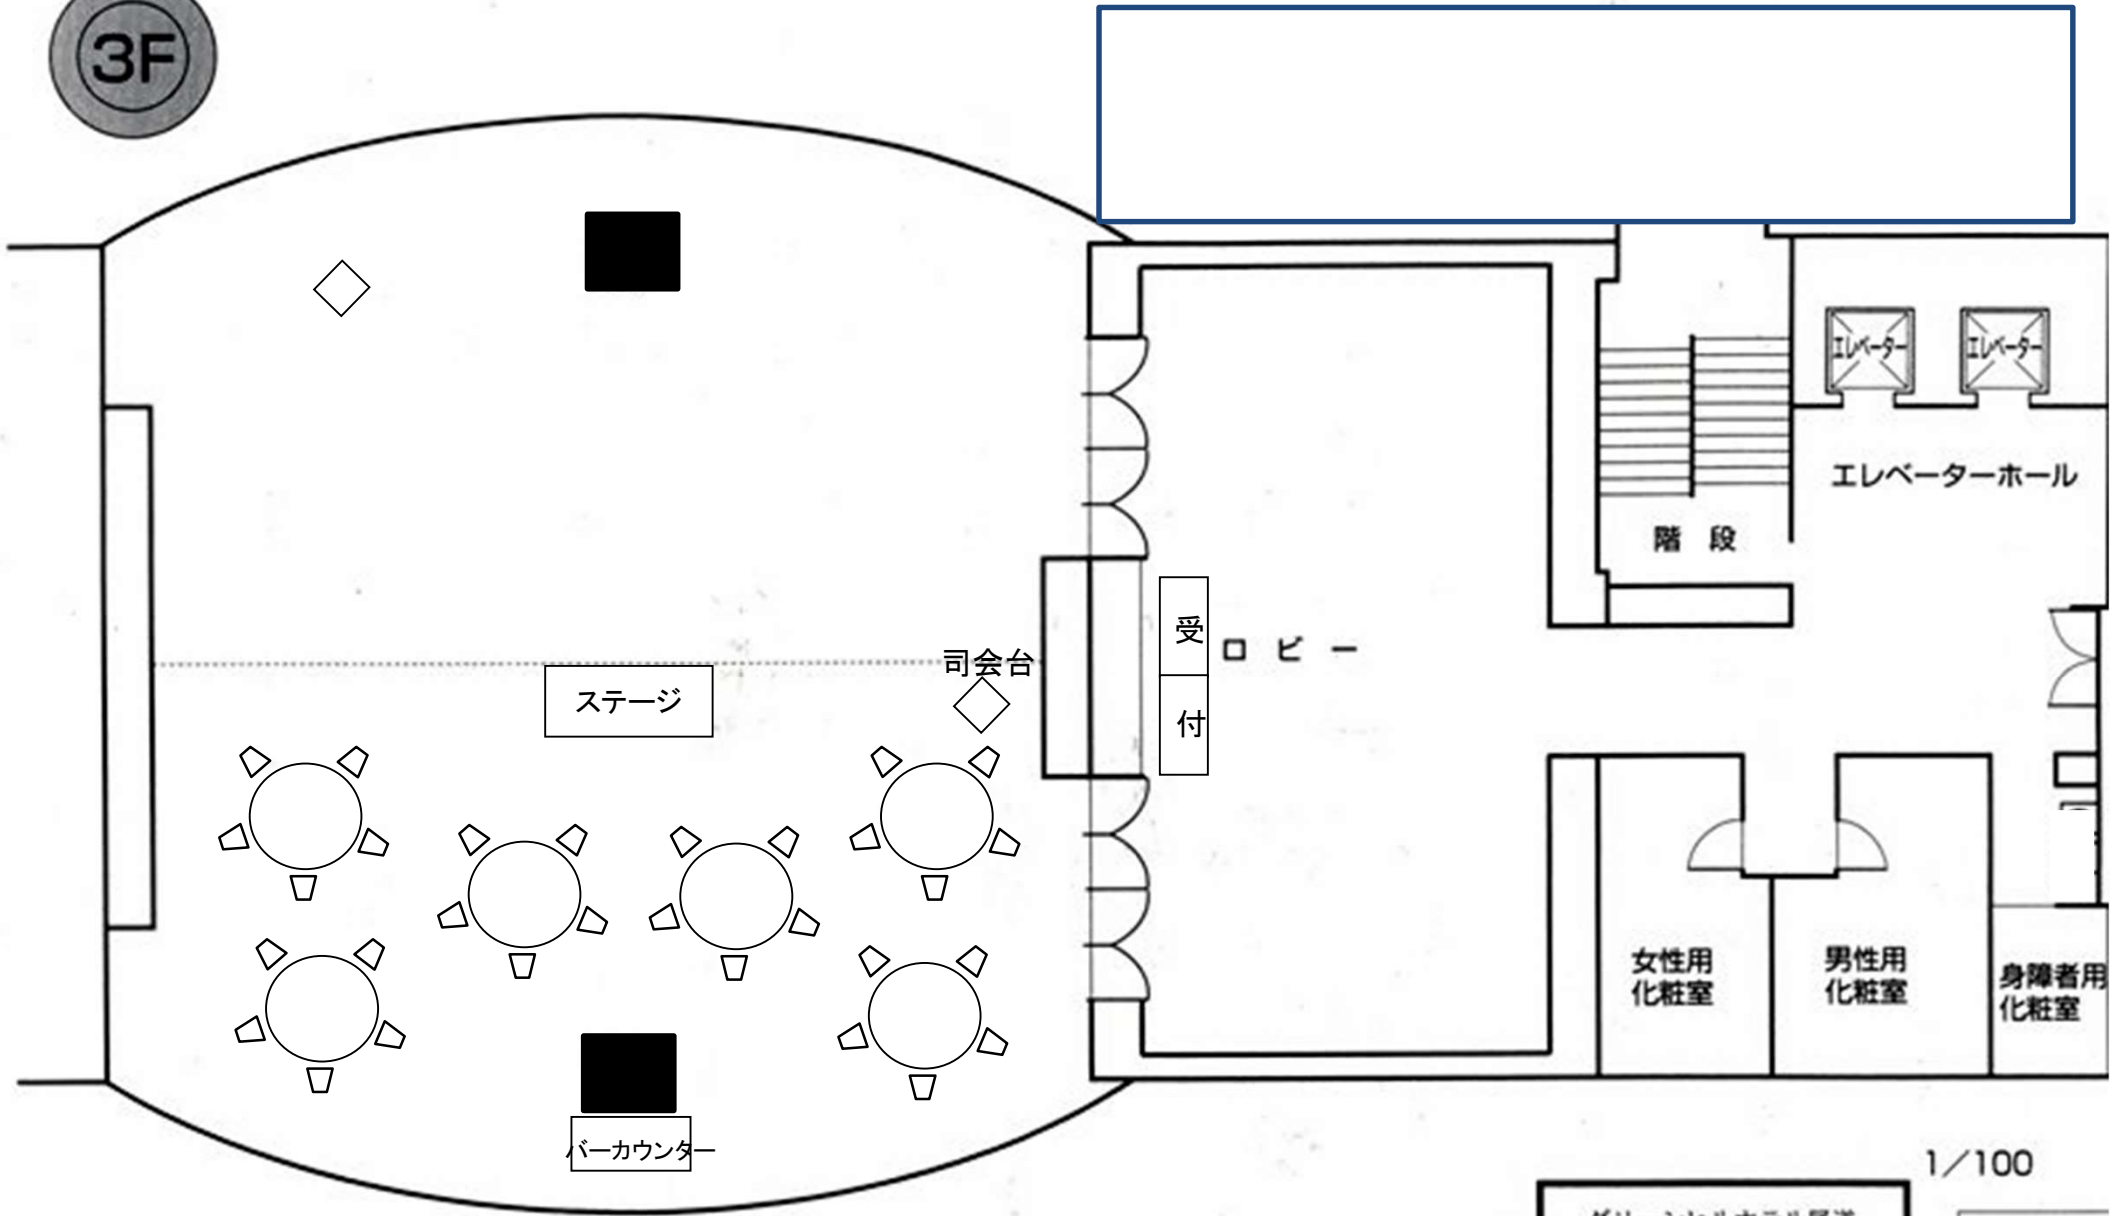 3F
エレベーター
エレベーター
エレベーターホール
階 段
受
付
ロ ビ ー
司会台
ステージ
女性用
化粧室
男性用
化粧室
身障者用
化粧室
バーカウンター
1/100